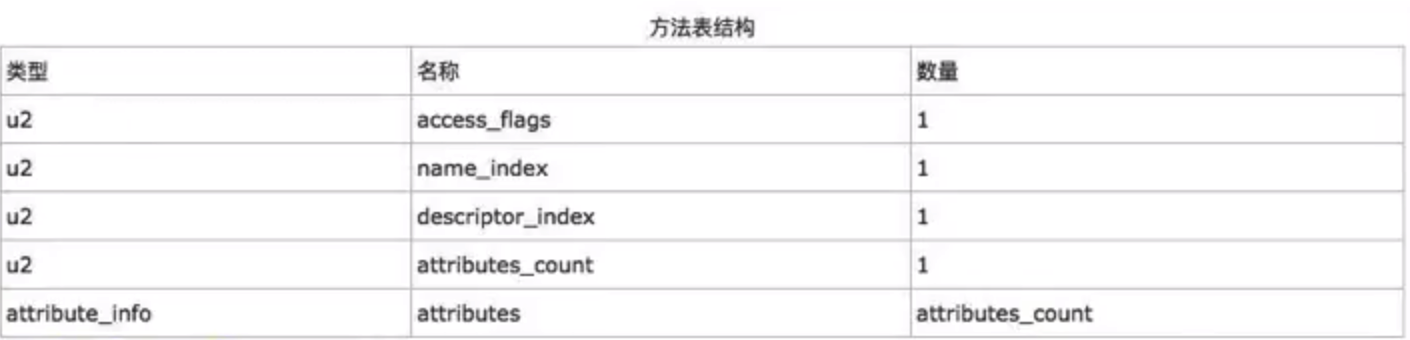 方法表结构
类型 名称 数量
u2 access_flags 1
u2 name_index 1
u2 descriptor_index 1
u2 attributes_count 1
attribute_info attributes attributes_count